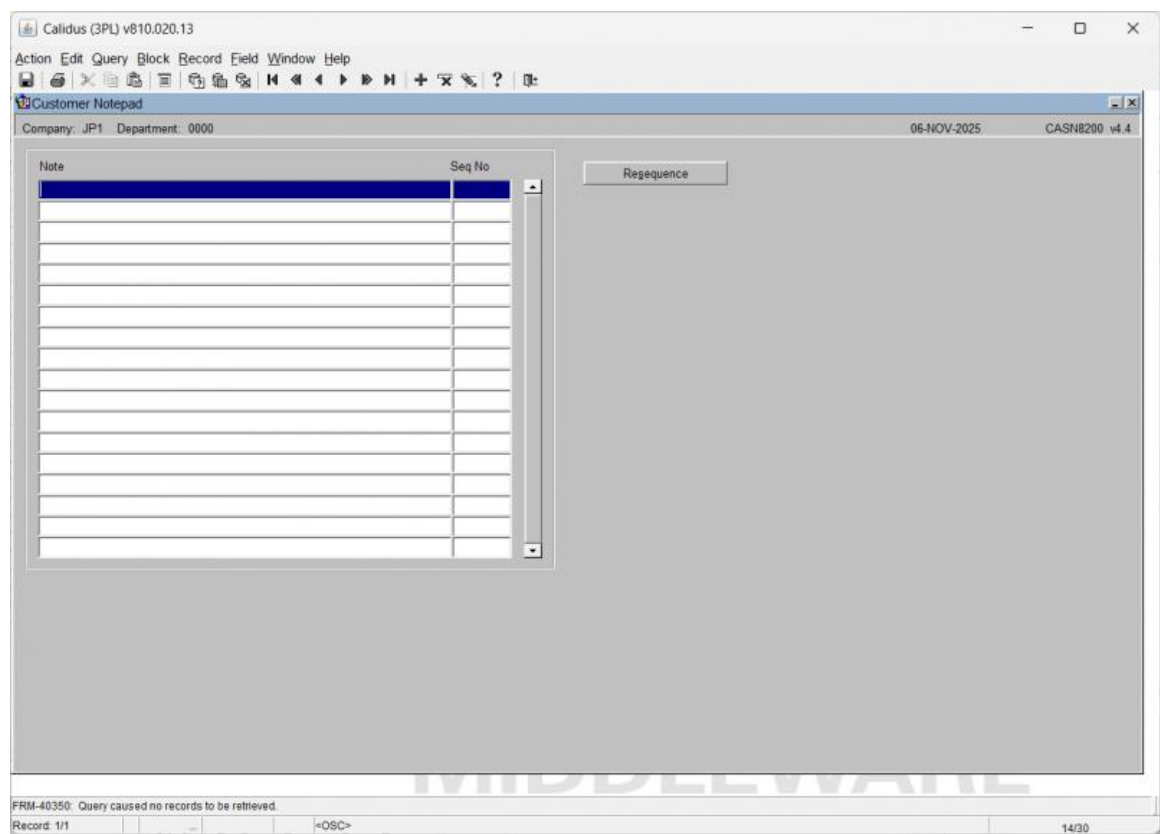 Calidus (3PL) v810.020.13
Action Edit Query Block Record Field Window Help
Customer Notepad
Company: JP1 Department: 0000 06-NOV-2025 CASN8200 v4.4
Note Seq No
Resequence
MIDDLEWARE
FRM-40350: Query caused no records to be retrieved.
Record: 1/1 ... <OSC> 14/30